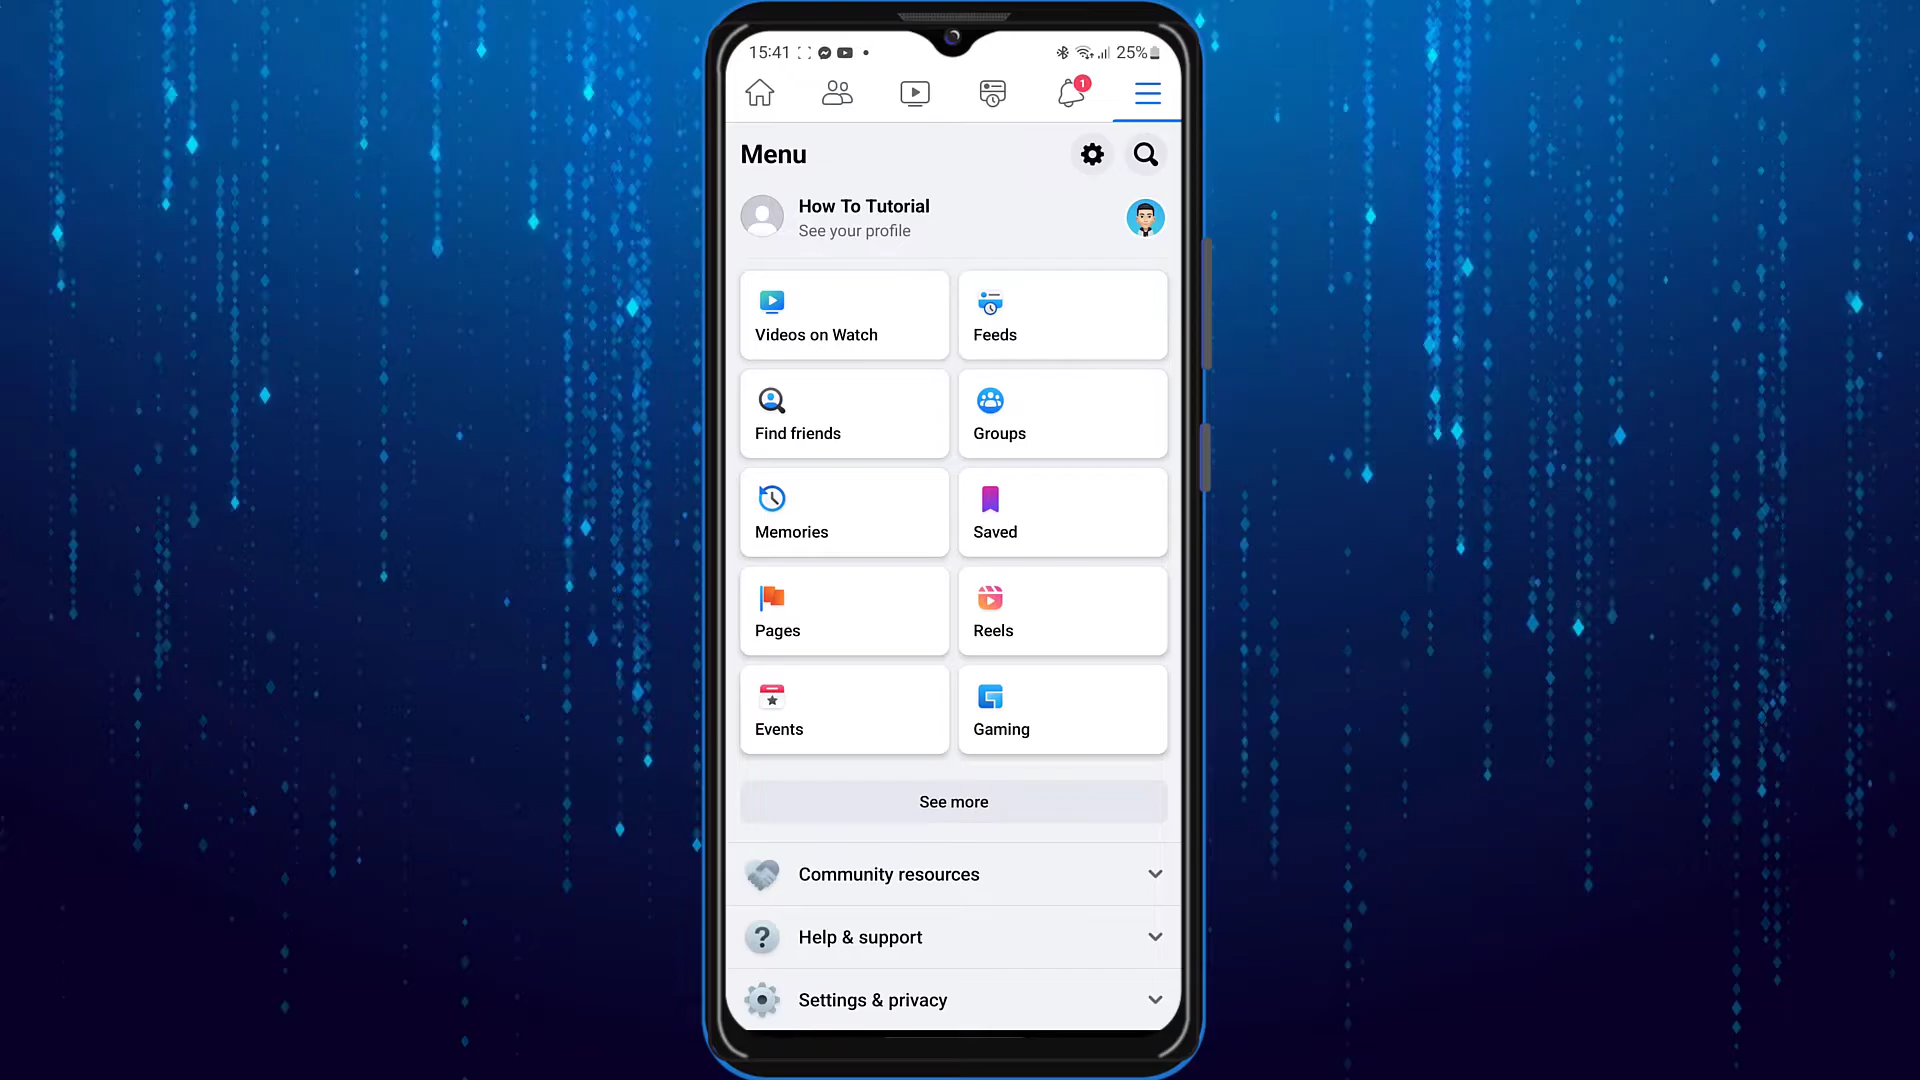 15:41 25%
1
Menu
How To Tutorial
See your profile
Videos on Watch
Feeds
Find friends
Groups
Memories
Saved
Pages
Reels
Events
Gaming
See more
Community resources
? Help & support
Settings & privacy